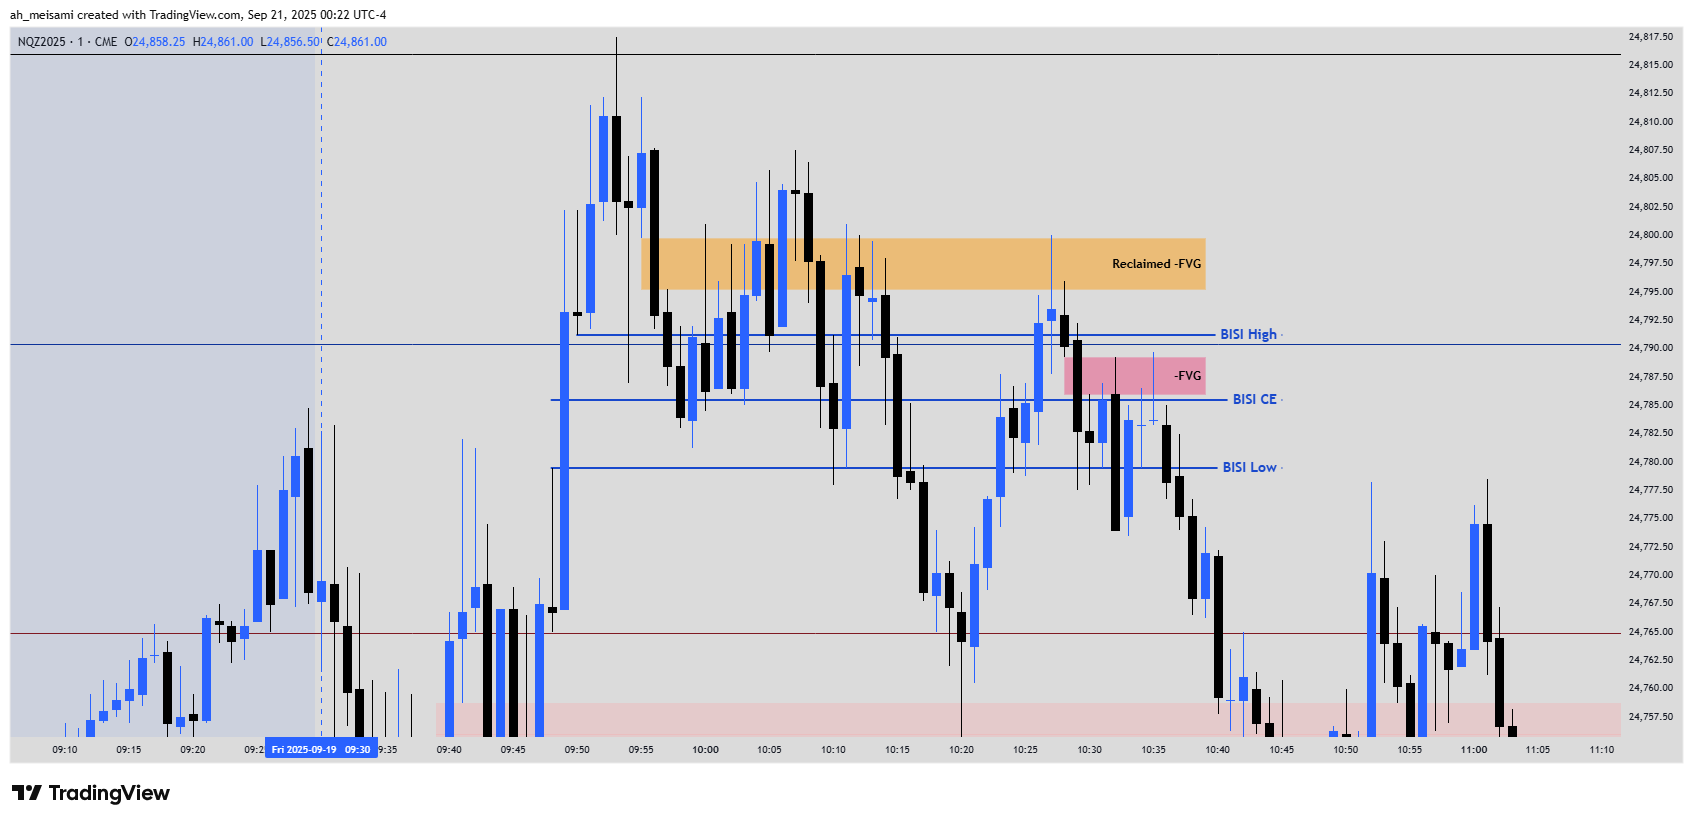 ah_meisami created with TradingView.com, Sep 21, 2025 00:22 UTC-4
NQZ2025 · 1 · CME O24,858.25 H24,861.00 L24,856.50 C24,861.00
24,817.50
24,815.00
24,812.50
24,810.00
24,807.50
24,805.00
24,802.50
24,800.00
24,797.50
24,795.00
24,792.50
24,790.00
24,787.50
24,785.00
24,782.50
24,780.00
24,777.50
24,775.00
24,772.50
24,770.00
24,767.50
24,765.00
24,762.50
24,760.00
24,757.50
Reclaimed -FVG
BISI High
-FVG
BISI CE
BISI Low
09:10 09:15 09:20 09:2 Fri 2025-09-19 09:30 9:35 09:40 09:45 09:50 09:55 10:00 10:05 10:10 10:15 10:20 10:25 10:30 10:35 10:40 10:45 10:50 10:55 11:00 11:05 11:10
TradingView